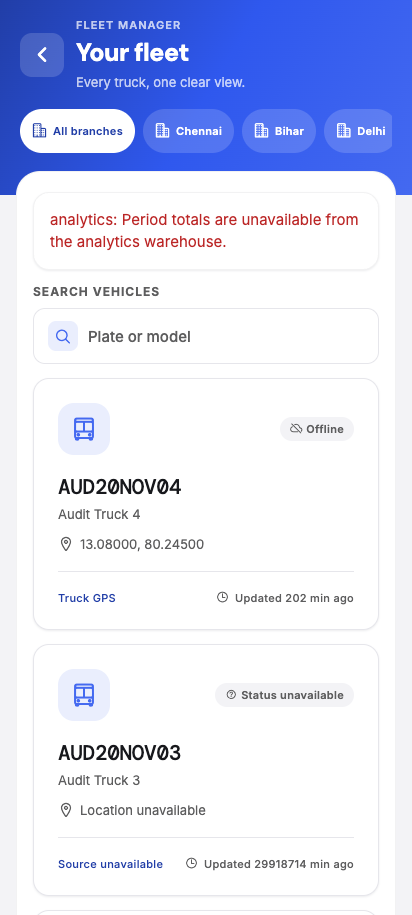 FLEET MANAGER
Your fleet
Every truck, one clear view.
All branches
Chennai
Bihar
Delhi
analytics: Period totals are unavailable from
the analytics warehouse.
SEARCH VEHICLES
Plate or model
Offline
AUD20NOV04
Audit Truck 4
13.08000, 80.24500
Truck GPS
Updated 202 min ago
Status unavailable
AUD20NOV03
Audit Truck 3
Location unavailable
Source unavailable
Updated 29918714 min ago